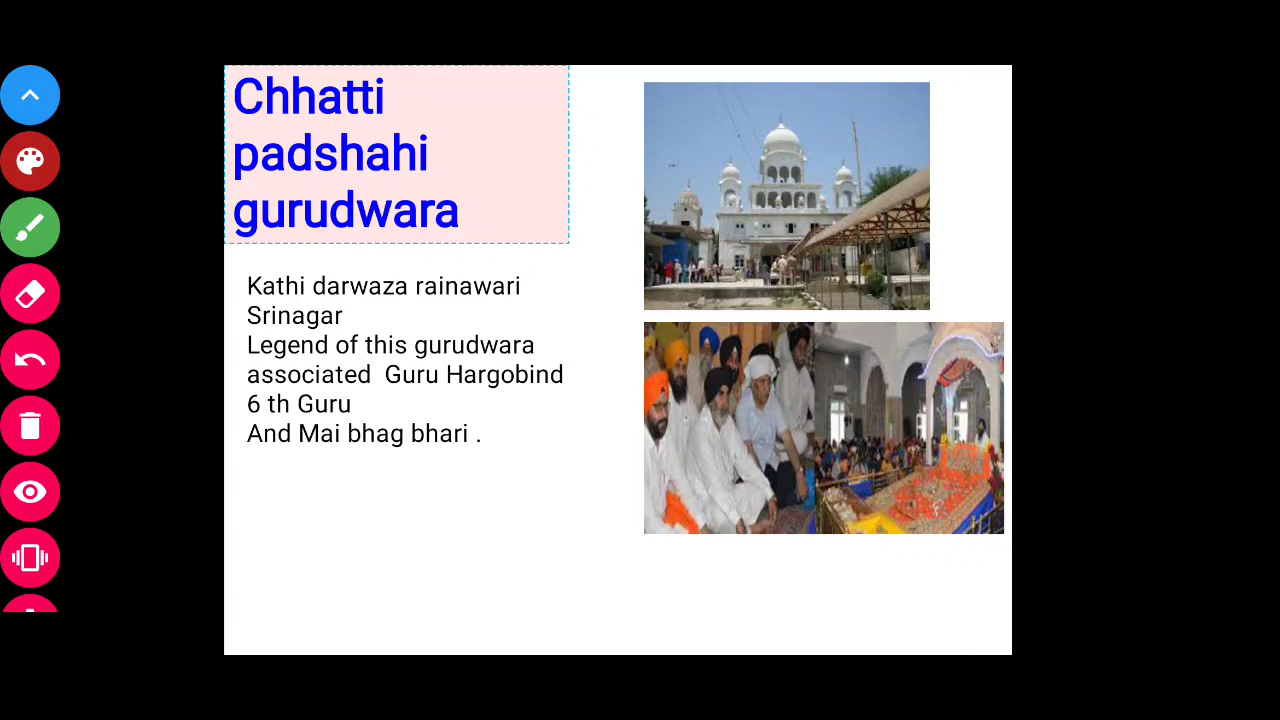 Chhatti
padshahi
gurudwara
Kathi darwaza rainawari
Srinagar
Legend of this gurudwara
associated  Guru Hargobind
6 th Guru
And Mai bhag bhari .